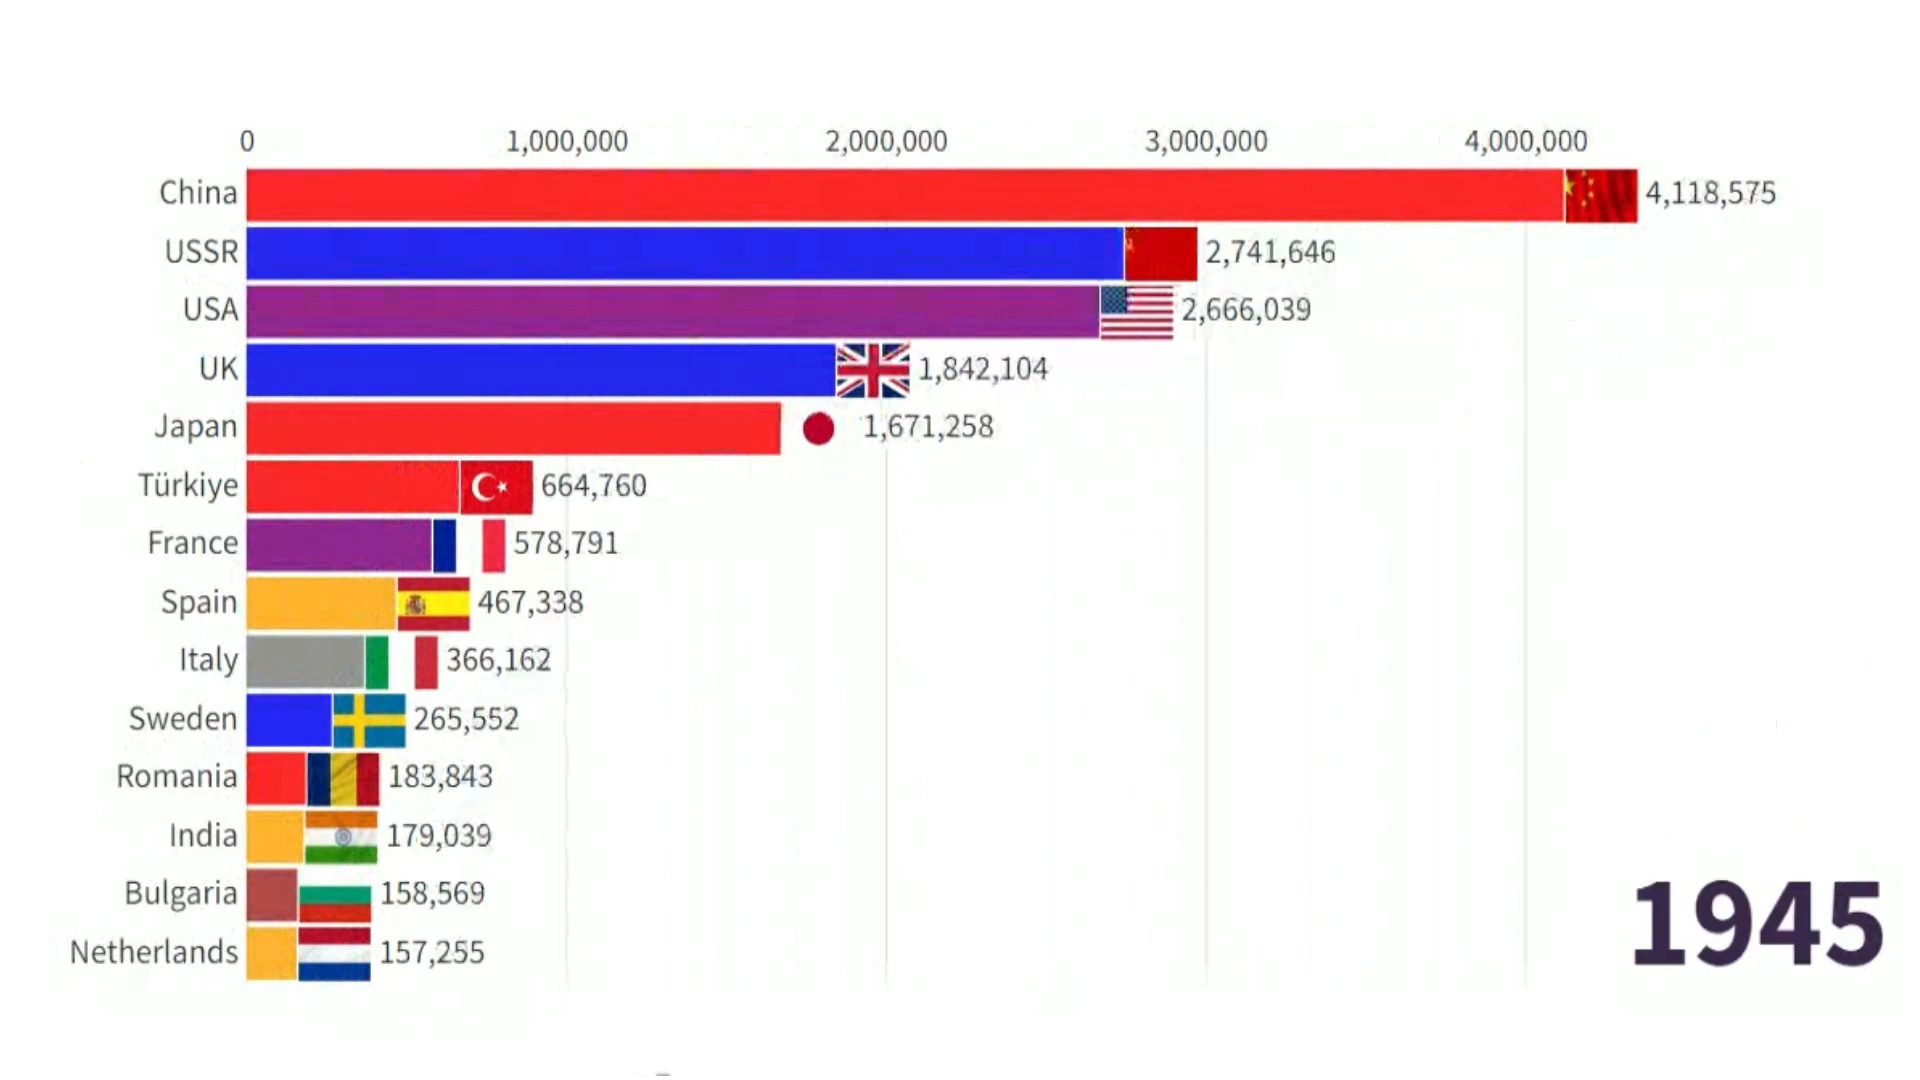 0 1,000,000 2,000,000 3,000,000 4,000,000
China 4,118,575
USSR 2,741,646
USA 2,666,039
UK 1,842,104
Japan 1,671,258
Türkiye 664,760
France 578,791
Spain 467,338
Italy 366,162
Sweden 265,552
Romania 183,843
India 179,039
Bulgaria 158,569
Netherlands 157,255
1945